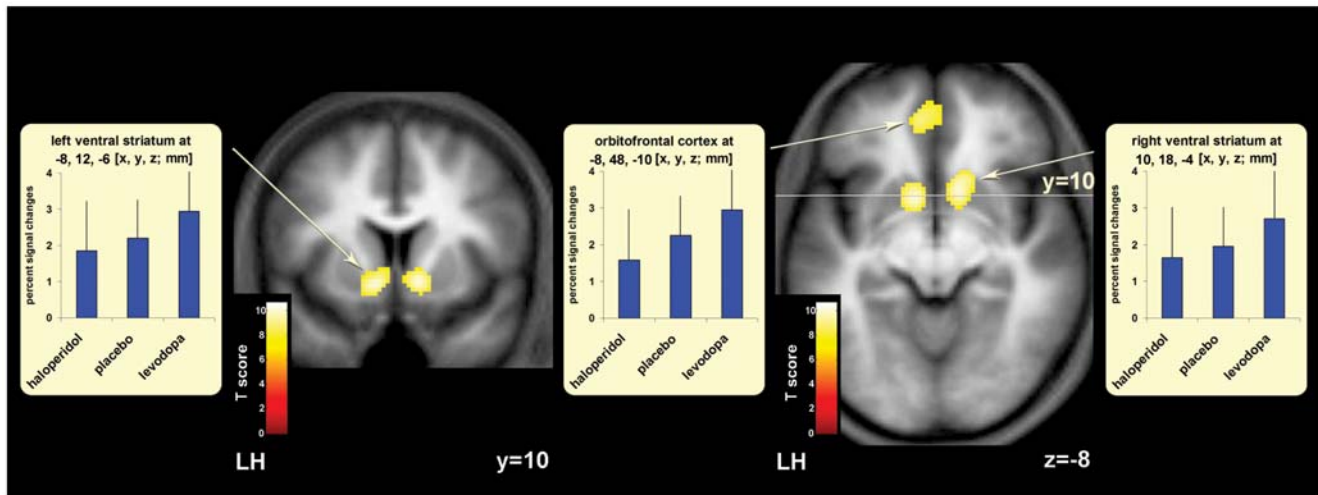 left ventral striatum at
-8, 12, -6 [x, y, z; mm]
percent signal changes
4
3
2
1
0
haloperidol
placebo
levodopa
T score
10
8
6
4
2
0
LH
y=10
orbitofrontal cortex at
-8, 48, -10 [x, y, z; mm]
percent signal changes
4
3
2
1
0
haloperidol
placebo
levodopa
y=10
T score
10
8
6
4
2
0
LH
z=-8
right ventral striatum at
10, 18, -4 [x, y, z; mm]
percent signal changes
4
3
2
1
0
haloperidol
placebo
levodopa